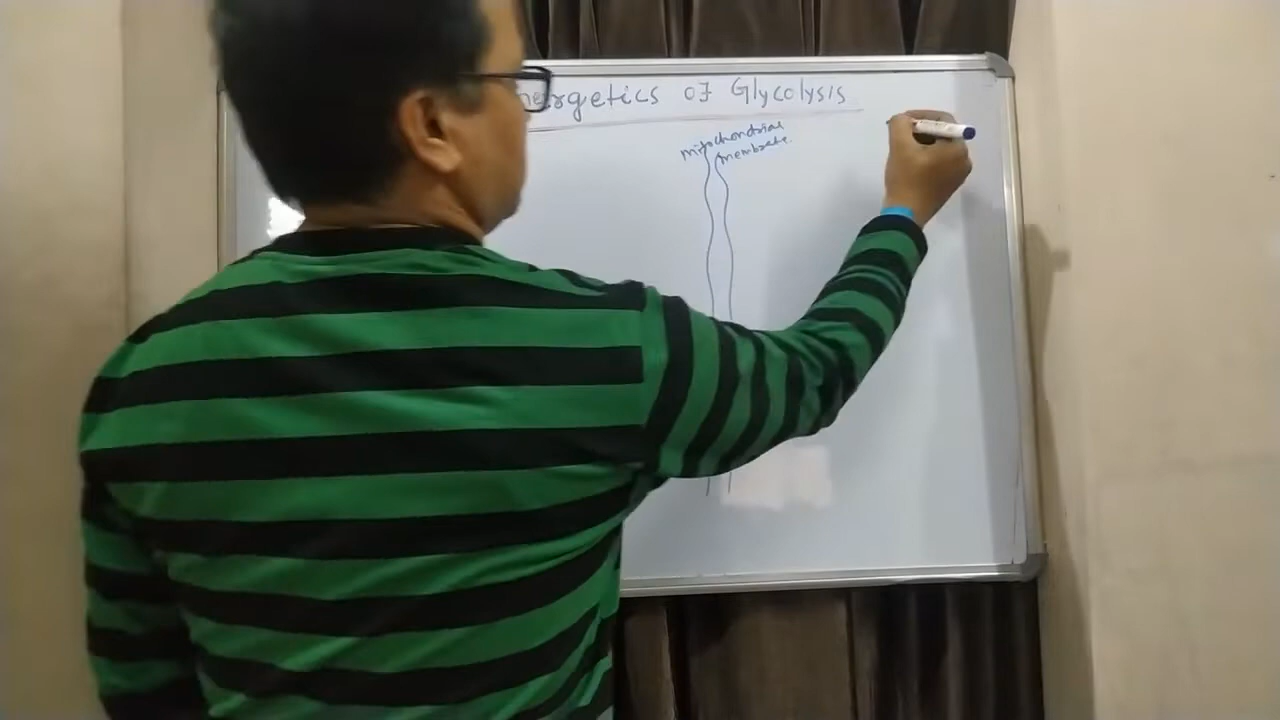 nergetics of Glycolysis
mitochondrial
membrane.